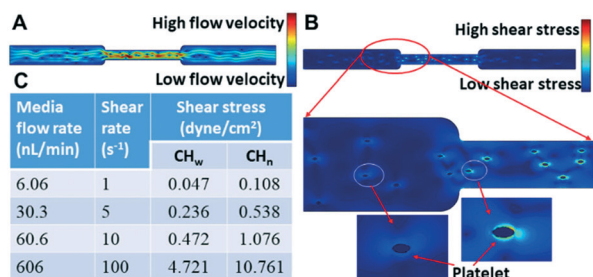 A
High flow velocity
Low flow velocity
B
High shear stress
Low shear stress
Platelet
C
Media flow rate (nL/min)
Shear rate (s⁻¹)
Shear stress (dyne/cm²)
CHw CHn
6.06 1 0.047 0.108
30.3 5 0.236 0.538
60.6 10 0.472 1.076
606 100 4.721 10.761